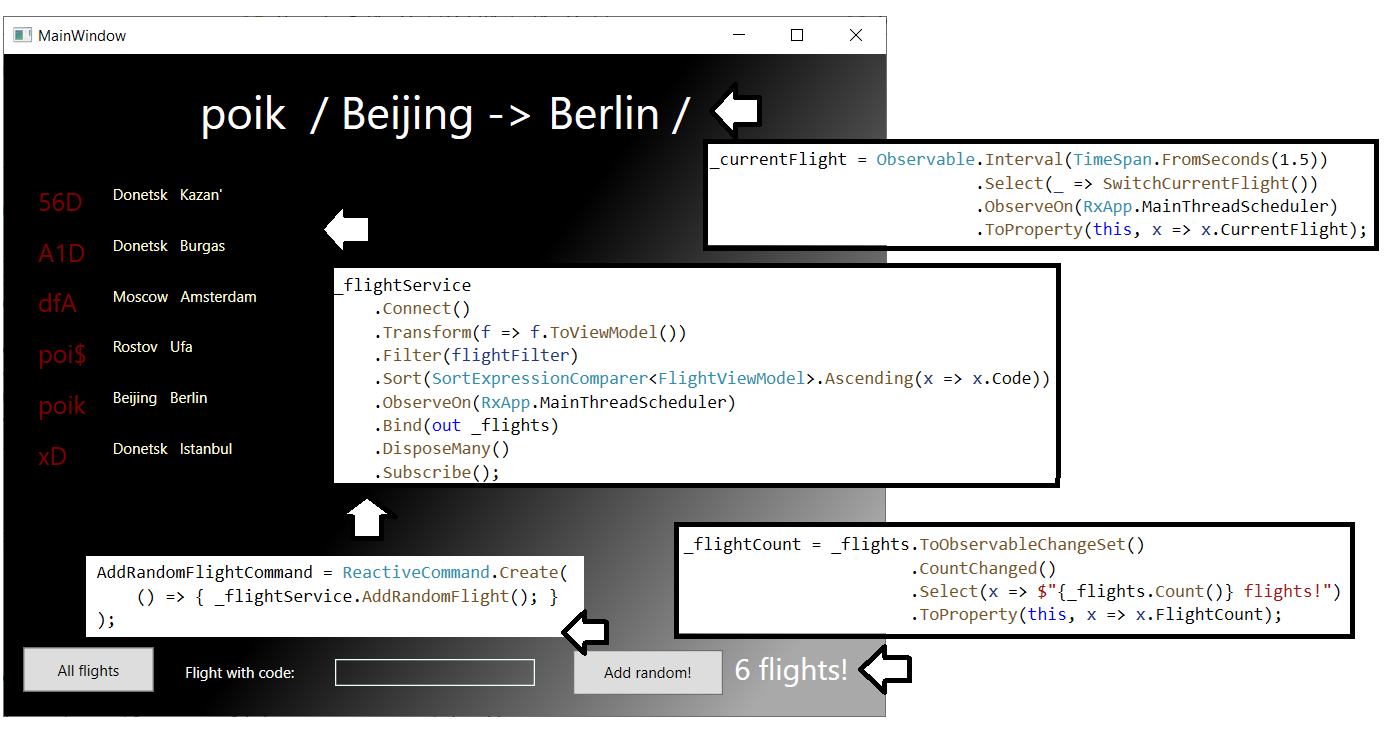 MainWindow
poik / Beijing -> Berlin /
_currentFlight = Observable.Interval(TimeSpan.FromSeconds(1.5))
.Select(_ => SwitchCurrentFlight())
.ObserveOn(RxApp.MainThreadScheduler)
.ToProperty(this, x => x.CurrentFlight);
56D Donetsk Kazan'
A1D Donetsk Burgas
dfA Moscow Amsterdam
poi$ Rostov Ufa
poik Beijing Berlin
xD Donetsk Istanbul
_flightService
.Connect()
.Transform(f => f.ToViewModel())
.Filter(flightFilter)
.Sort(SortExpressionComparer<FlightViewModel>.Ascending(x => x.Code))
.ObserveOn(RxApp.MainThreadScheduler)
.Bind(out _flights)
.DisposeMany()
.Subscribe();
_flightCount = _flights.ToObservableChangeSet()
.CountChanged()
.Select(x => $"{_flights.Count()} flights!")
.ToProperty(this, x => x.FlightCount);
AddRandomFlightCommand = ReactiveCommand.Create(
() => { _flightService.AddRandomFlight(); }
);
All flights Flight with code: Add random! 6 flights!